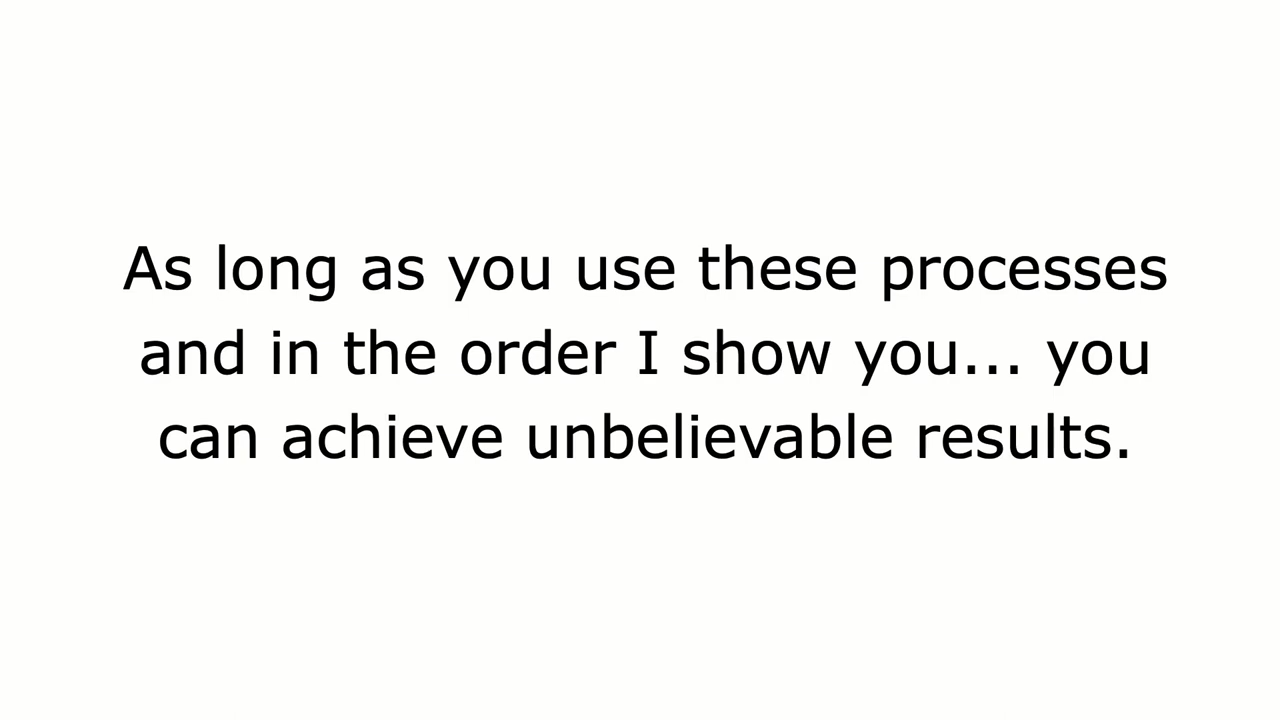 As long as you use these processes
and in the order I show you... you
can achieve unbelievable results.